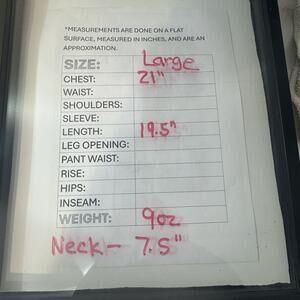 *MEASUREMENTS ARE DONE ON A FLAT
SURFACE, MEASURED IN INCHES, AND ARE AN
APPROXIMATION.
SIZE: Large
CHEST: 21"
WAIST:
SHOULDERS:
SLEEVE:
LENGTH: 19.5"
LEG OPENING:
PANT WAIST:
RISE:
HIPS:
INSEAM:
WEIGHT: 9oz
Neck - 7.5"